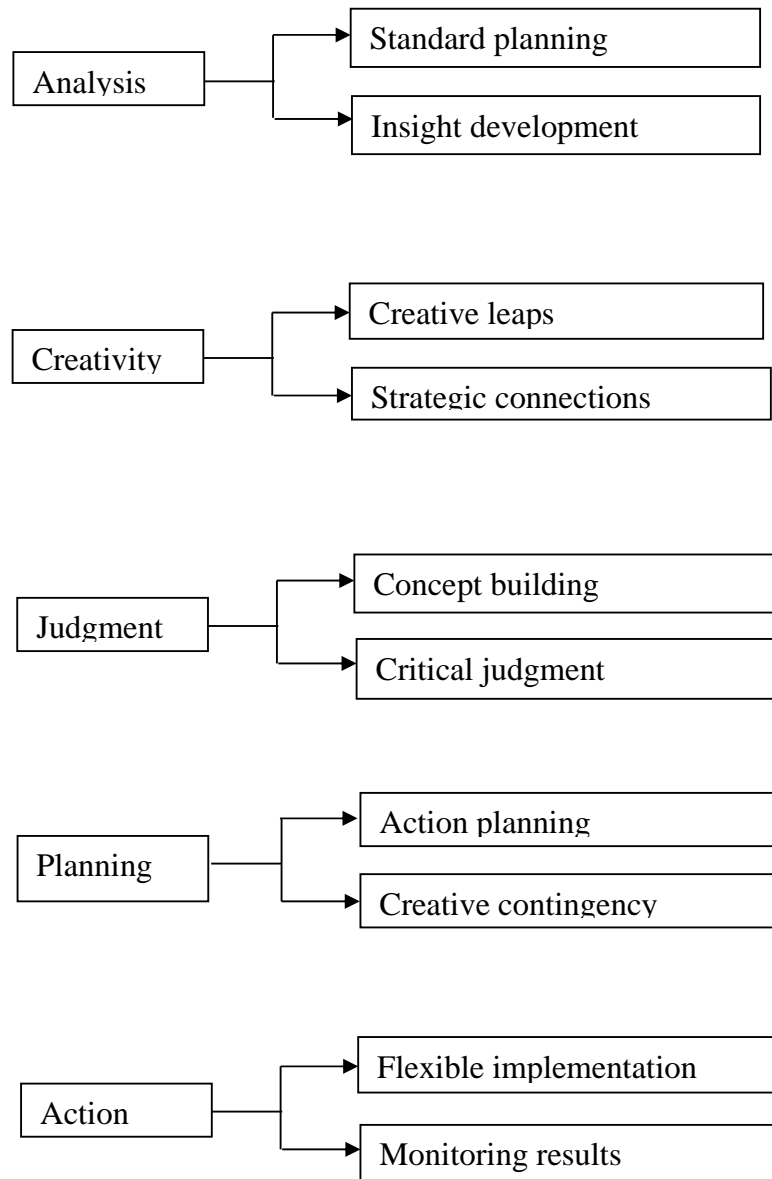 Standard planning
Analysis
Insight development
Creative leaps
Creativity
Strategic connections
Concept building
Judgment
Critical judgment
Action planning
Planning
Creative contingency
Flexible implementation
Action
Monitoring results